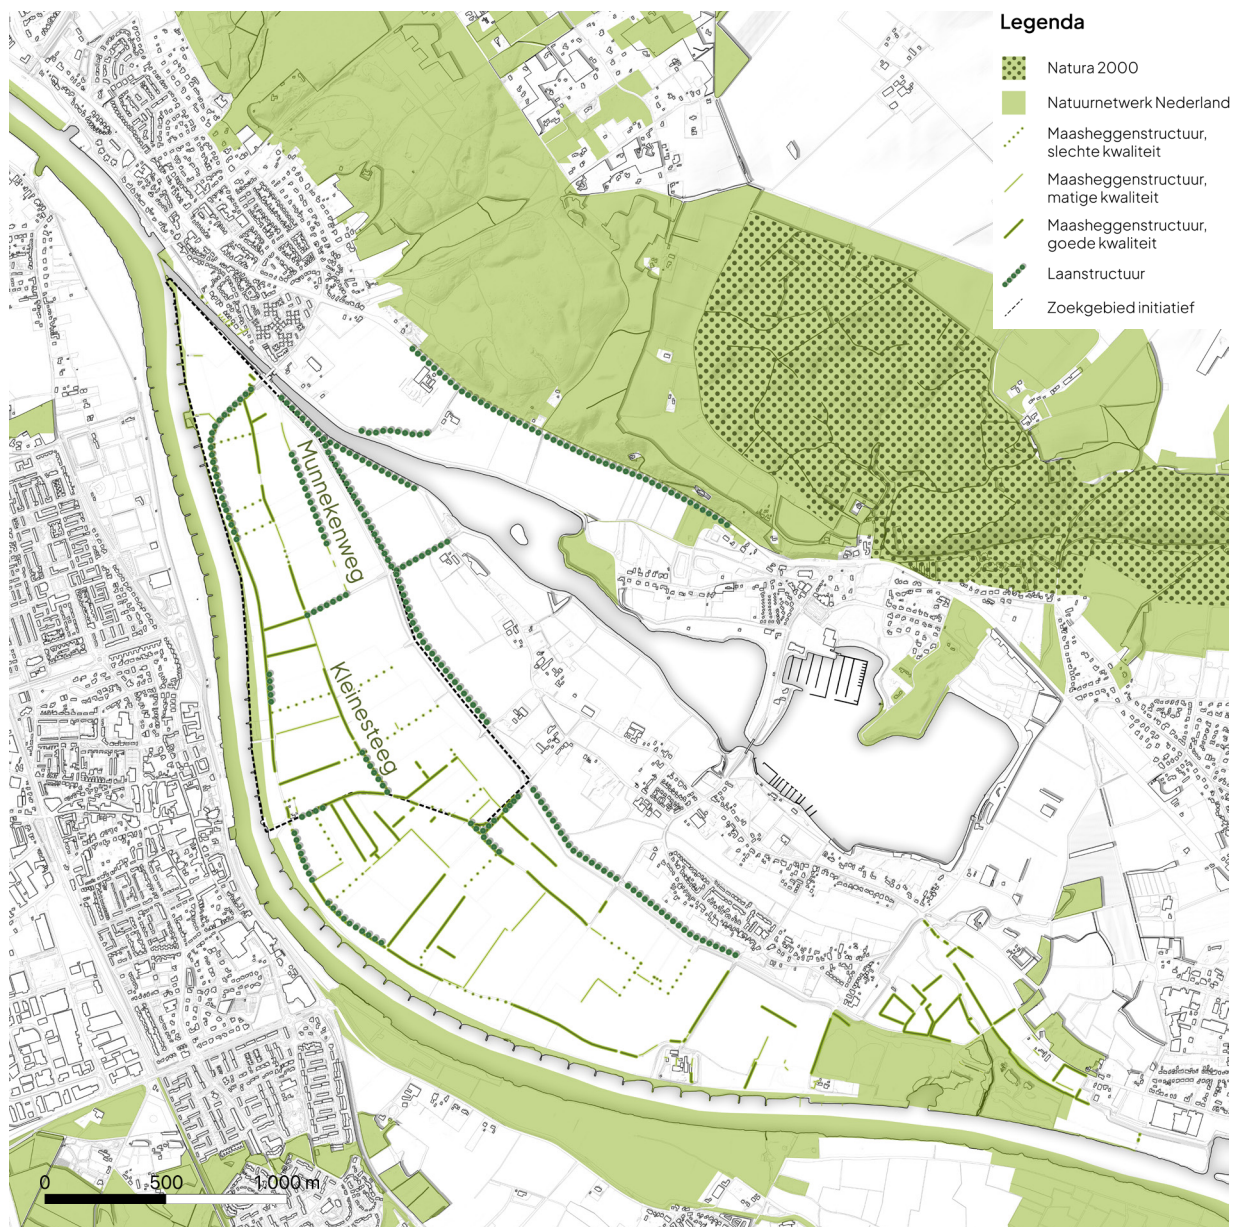 Legenda
Natura 2000
Natuurnetwerk Nederland
Maasheggenstructuur,
slechte kwaliteit
Maasheggenstructuur,
matige kwaliteit
Maasheggenstructuur,
goede kwaliteit
Laanstructuur
Zoekgebied initiatief
Munnekenweg
Kleinesteeg
0 500 1.000 m